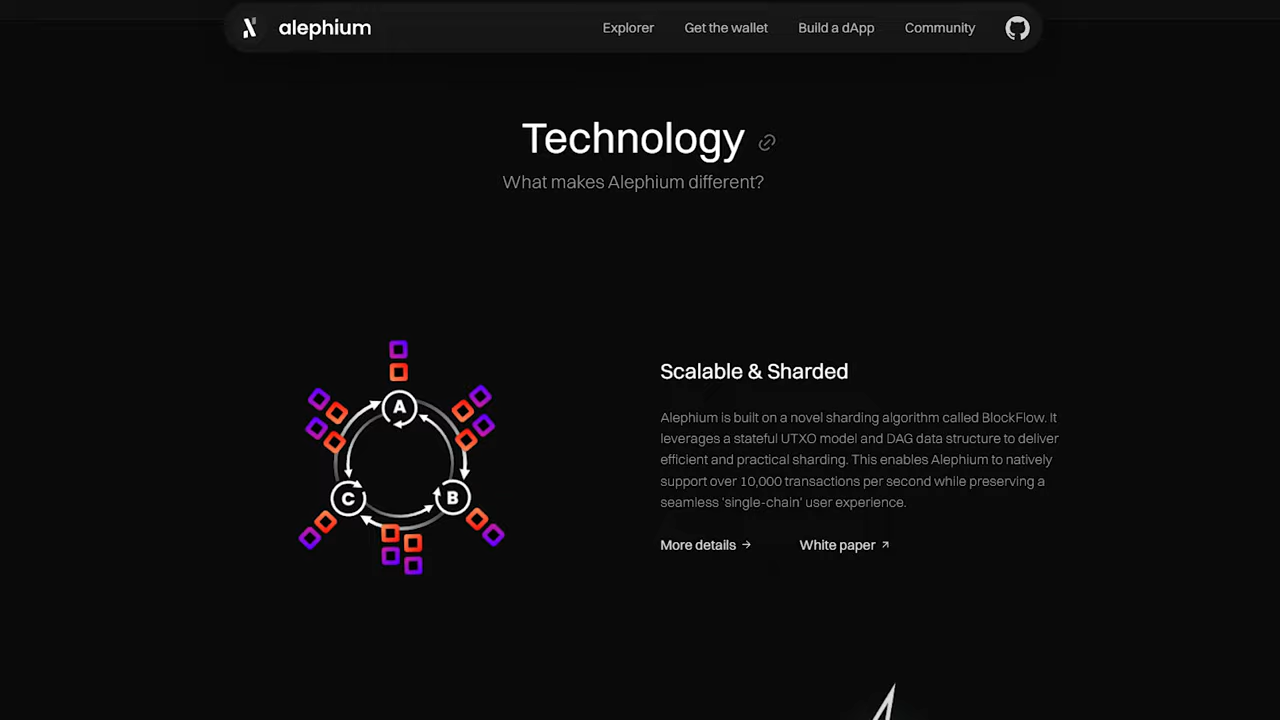 alephium
Explorer
Get the wallet
Build a dApp
Community
Technology
What makes Alephium different?
A
C
B
Scalable & Sharded
Alephium is built on a novel sharding algorithm called BlockFlow. It
leverages a stateful UTXO model and DAG data structure to deliver
efficient and practical sharding. This enables Alephium to natively
support over 10,000 transactions per second while preserving a
seamless 'single-chain' user experience.
More details →
White paper ↗